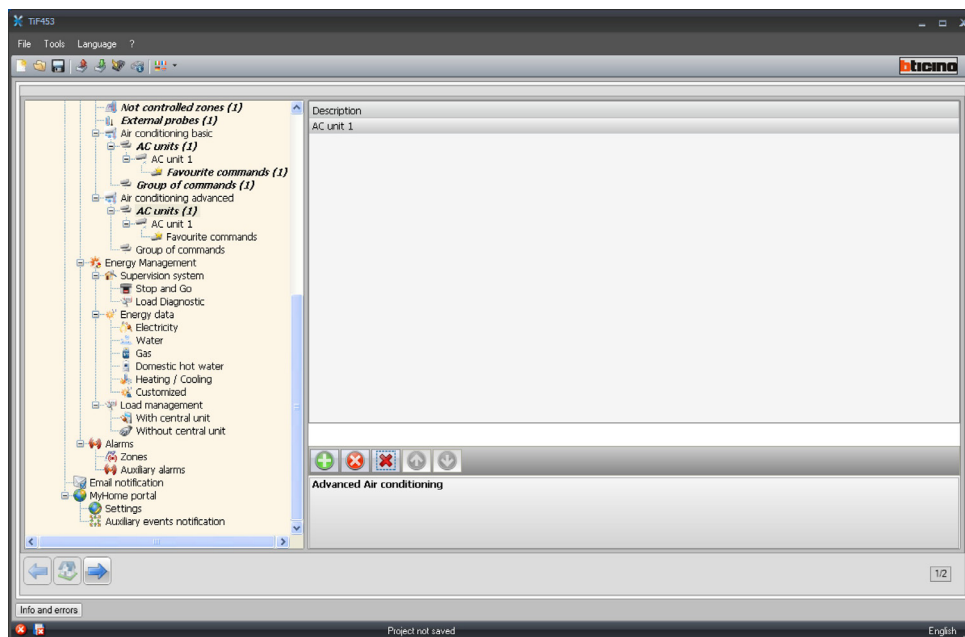 TiF453
File Tools Language ?
bticino
Not controlled zones (1)
External probes (1)
Air conditioning basic
AC units (1)
AC unit 1
Favourite commands (1)
Group of commands (1)
Air conditioning advanced
AC units (1)
AC unit 1
Favourite commands
Group of commands
Energy Management
Supervision system
Stop and Go
Load Diagnostic
Energy data
Electricity
Water
Gas
Domestic hot water
Heating / Cooling
Customized
Load management
With central unit
Without central unit
Alarms
Zones
Auxiliary alarms
Email notification
MyHome portal
Settings
Auxiliary events notification
Description
AC unit 1
Advanced Air conditioning
1/2
Info and errors
Project not saved
English